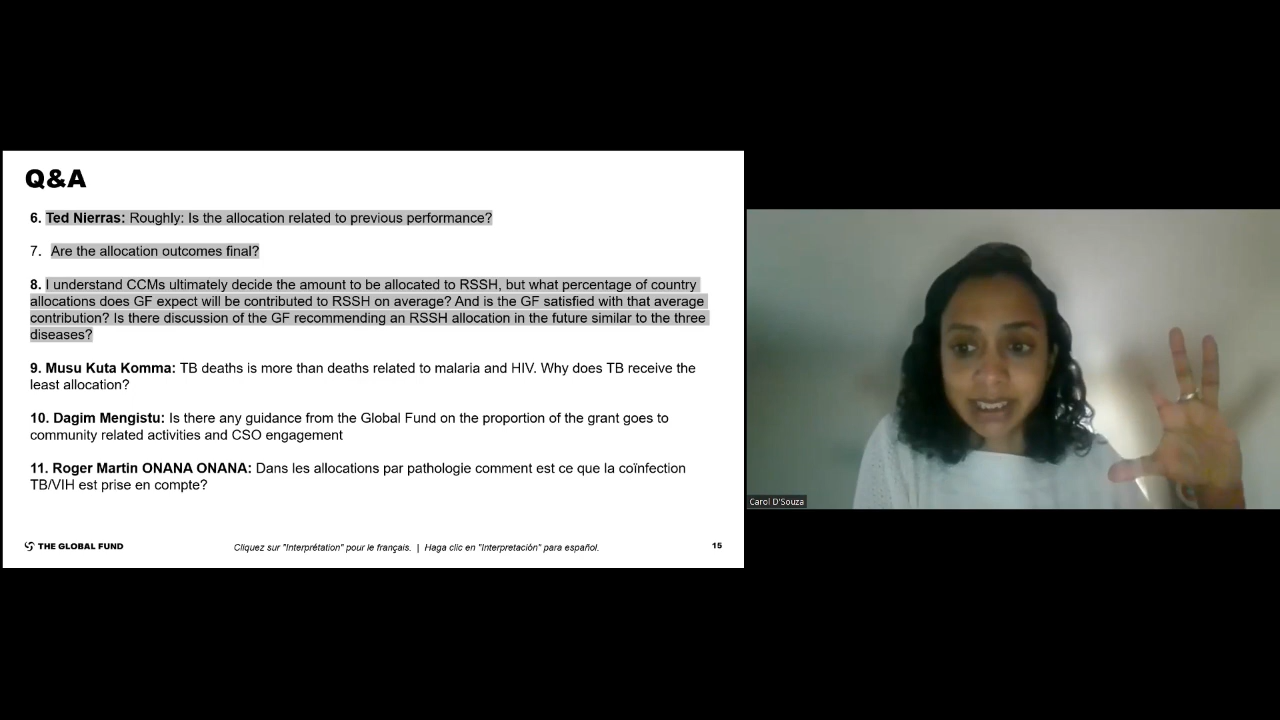 Q&A
6. Ted Nierras: Roughly: Is the allocation related to previous performance?
7. Are the allocation outcomes final?
8. I understand CCMs ultimately decide the amount to be allocated to RSSH, but what percentage of country
allocations does GF expect will be contributed to RSSH on average? And is the GF satisfied with that average
contribution? Is there discussion of the GF recommending an RSSH allocation in the future similar to the three
diseases?
9. Musu Kuta Komma: TB deaths is more than deaths related to malaria and HIV. Why does TB receive the
least allocation?
10. Dagim Mengistu: Is there any guidance from the Global Fund on the proportion of the grant goes to
community related activities and CSO engagement
11. Roger Martin ONANA ONANA: Dans les allocations par pathologie comment est ce que la coïnfection
TB/VIH est prise en compte?
THE GLOBAL FUND
Cliquez sur "Interprétation" pour le français. | Haga clic en "Interpretación" para español.
15
Carol D'Souza